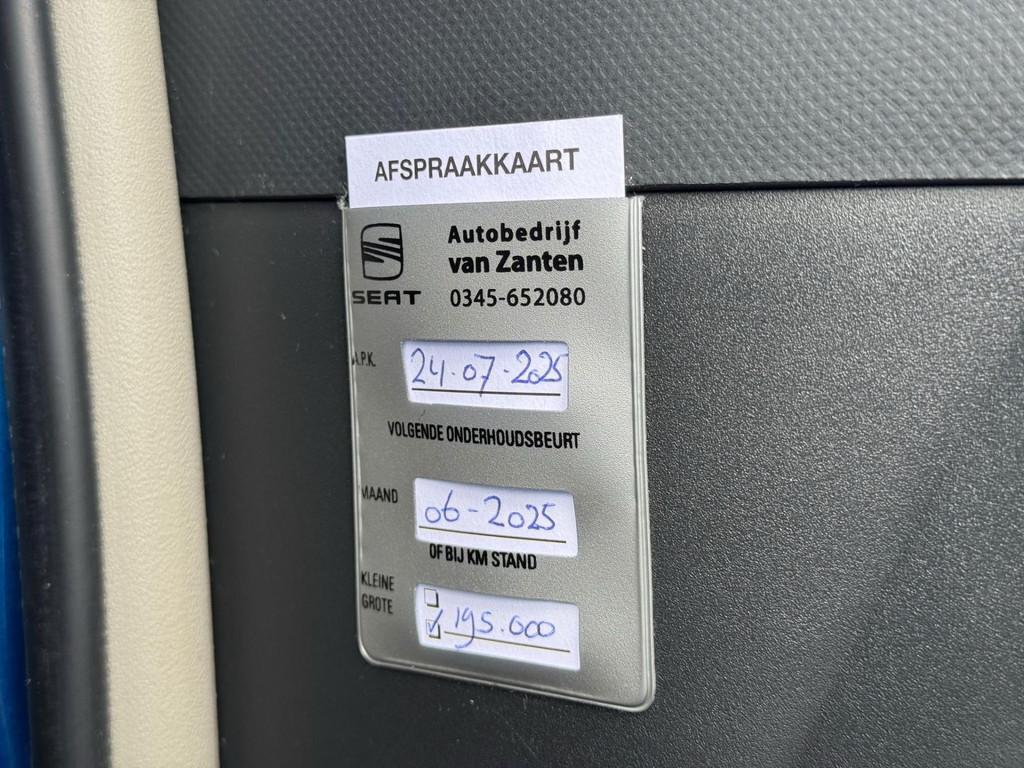 AFSPRAAKKAART
SEAT
Autobedrijf
van Zanten
0345-652080
A.P.K. 24-07-2025
VOLGENDE ONDERHOUDSBEURT
MAAND 06-2025
OF BIJ KM STAND
KLEINE
GROTE 195.000